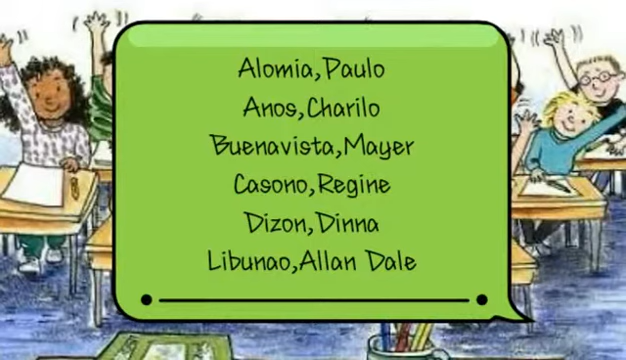 Alomia,Paulo
Anos,Charilo
Buenavista,Mayer
Casono,Regine
Dizon,Dinna
Libunao,Allan Dale